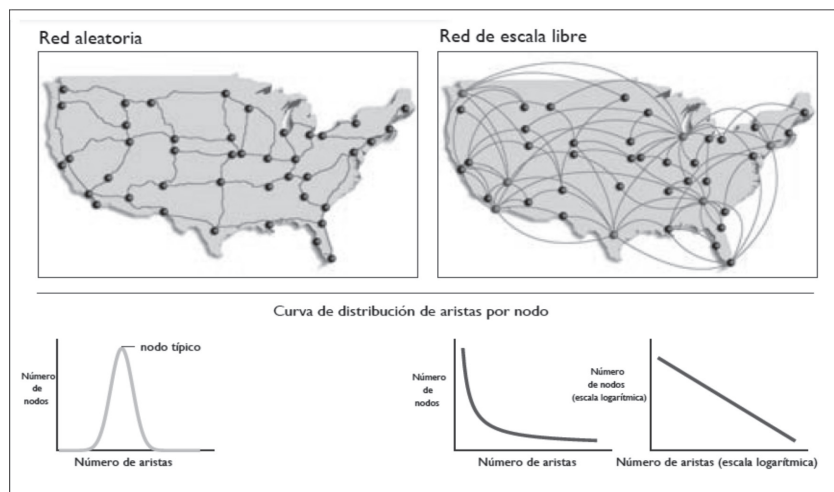 Red aleatoria
Red de escala libre
Curva de distribución de aristas por nodo
nodo típico
Número
de
nodos
Número de aristas
Número
de
nodos
Número de aristas
Número
de nodos
(escala logarítmica)
Número de aristas (escala logarítmica)